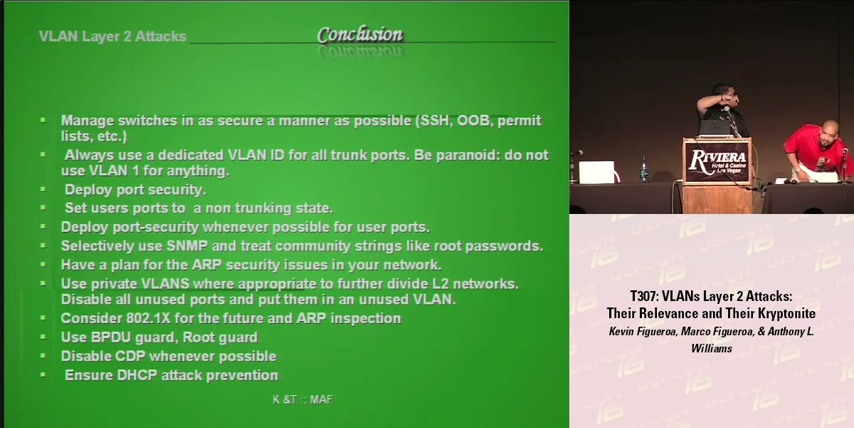 VLAN Layer 2 Attacks
Conclusion
Manage switches in as secure a manner as possible (SSH, OOB, permit
lists, etc.)
Always use a dedicated VLAN ID for all trunk ports. Be paranoid: do not
use VLAN 1 for anything.
Deploy port security.
Set users ports to a non trunking state.
Deploy port-security whenever possible for user ports.
Selectively use SNMP and treat community strings like root passwords.
Have a plan for the ARP security issues in your network.
Use private VLANS where appropriate to further divide L2 networks.
Disable all unused ports and put them in an unused VLAN.
Consider 802.1X for the future and ARP inspection
Use BPDU guard, Root guard
Disable CDP whenever possible
Ensure DHCP attack prevention
K &T :: MAF
RIVIERA
Hotel & Casino
Las Vegas
T307: VLANs Layer 2 Attacks:
Their Relevance and Their Kryptonite
Kevin Figueroa, Marco Figueroa, & Anthony L.
Williams